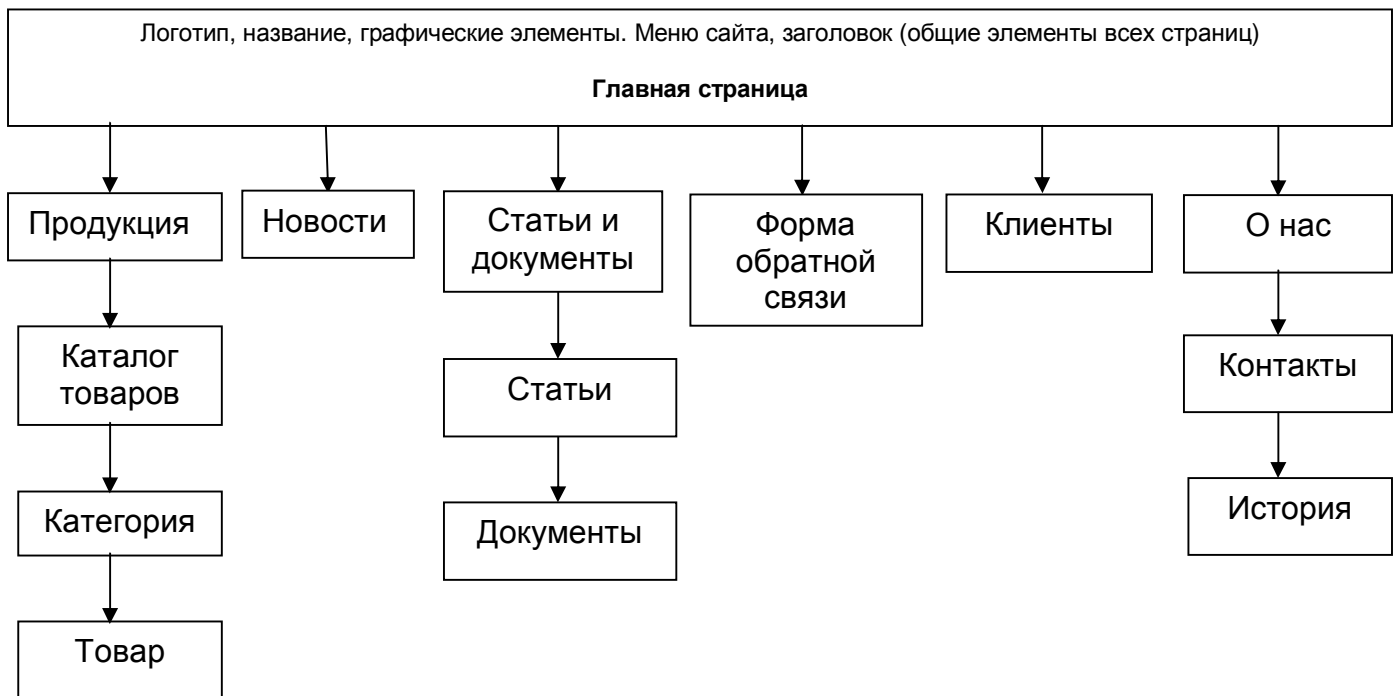 Логотип, название, графические элементы. Меню сайта, заголовок (общие элементы всех страниц)
Главная страница
Продукция
Новости
Статьи и
документы
Форма
обратной
связи
Клиенты
О нас
Каталог
товаров
Статьи
Контакты
Категория
Документы
История
Товар